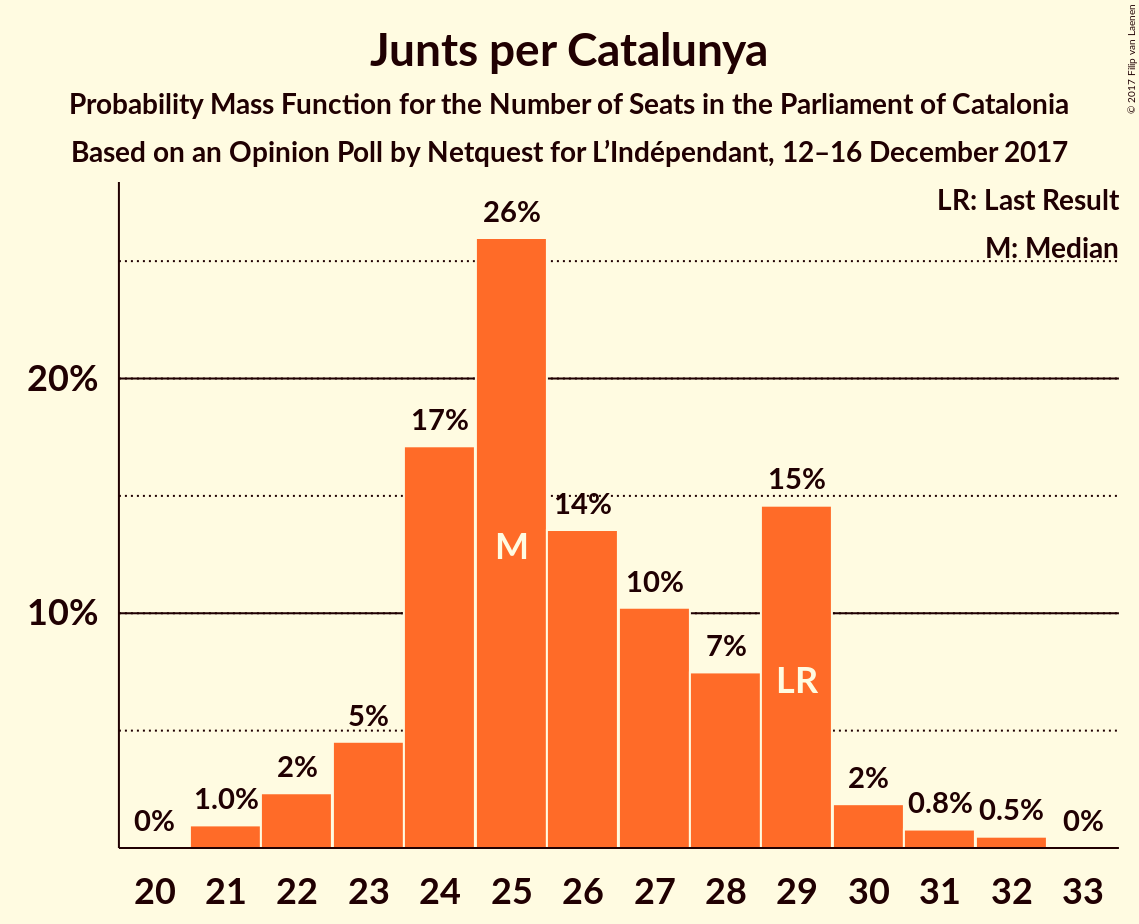 Junts per Catalunya
Probability Mass Function for the Number of Seats in the Parliament of Catalonia
Based on an Opinion Poll by Netquest for L’Indépendant, 12–16 December 2017
© 2017 Filip van Laenen
LR: Last Result
M: Median
20%
10%
0%
1.0%
2%
5%
17%
26%
14%
10%
7%
15%
2%
0.8%
0.5%
0%
M
LR
20 21 22 23 24 25 26 27 28 29 30 31 32 33